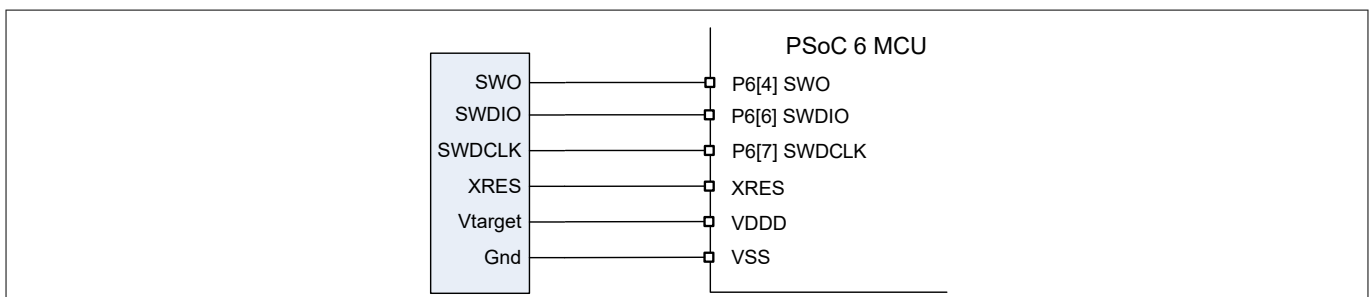 PSoC 6 MCU
SWO P6[4] SWO
SWDIO P6[6] SWDIO
SWDCLK P6[7] SWDCLK
XRES XRES
Vtarget VDDD
Gnd VSS